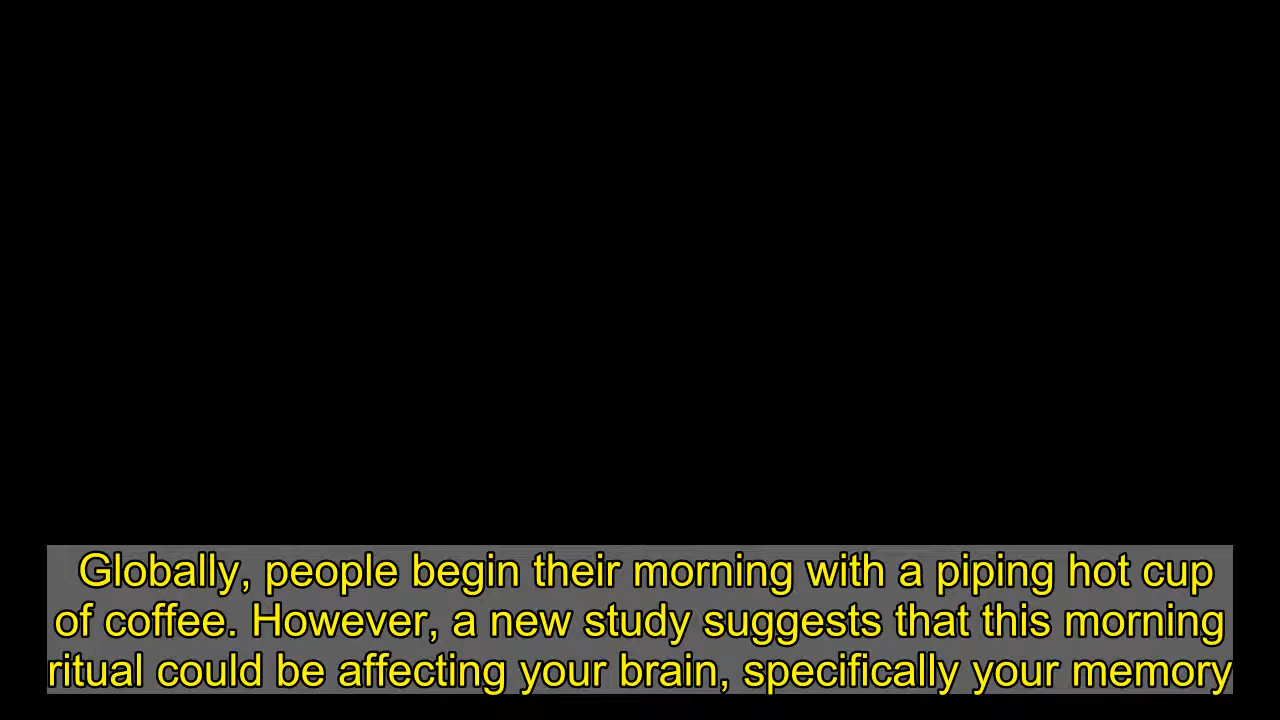 Globally, people begin their morning with a piping hot cup
of coffee. However, a new study suggests that this morning
ritual could be affecting your brain, specifically your memory